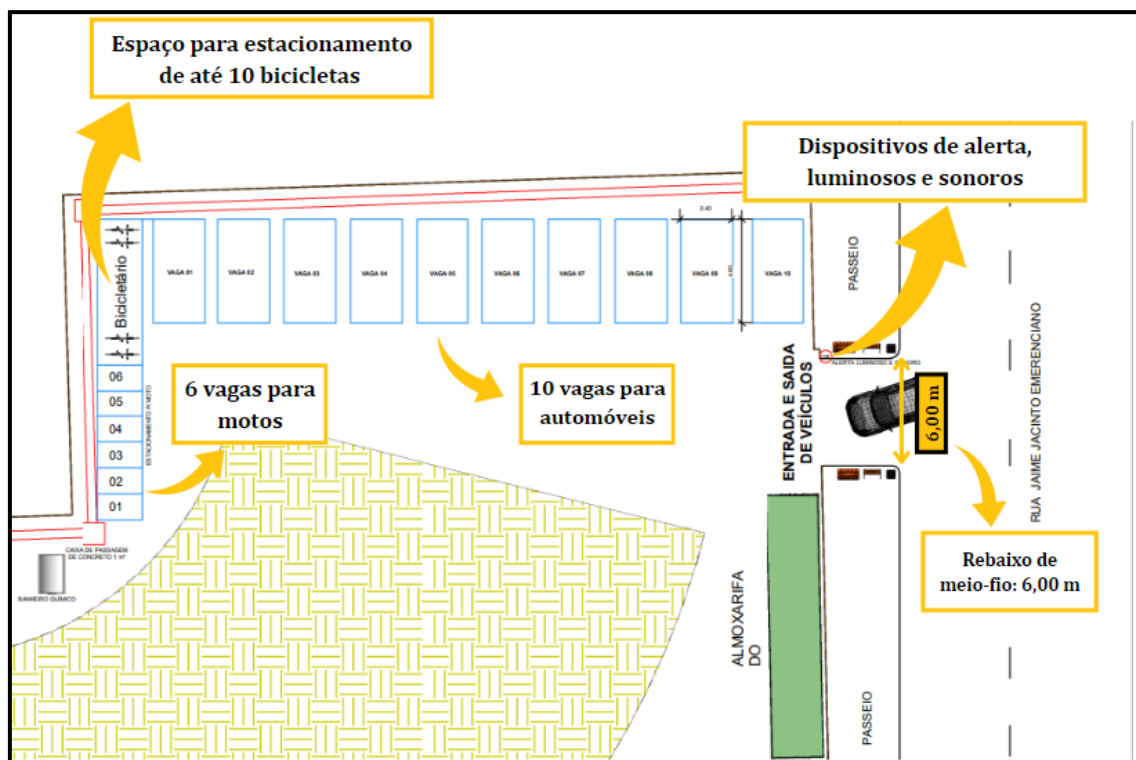 Espaço para estacionamento
de até 10 bicicletas
Dispositivos de alerta,
luminosos e sonoros
Bicicletário
VAGA 01
VAGA 02
VAGA 03
VAGA 04
VAGA 05
VAGA 06
VAGA 07
VAGA 08
VAGA 09
VAGA 10
2.40
PASSEIO
ALERTA LUMINOSO E
06
05
04
03
02
01
ESTACIONAMENTO P/ MOTO
6 vagas para
motos
10 vagas para
automóveis
ENTRADA E SAIDA
DE VEÍCULOS
6,00 m
RUA JAIME JACINTO EMERENCIANO
CAIXA DE PASSAGEM
DE CONCRETO 1 m²
BANHEIRO QUÍMICO
Rebaixo de
meio-fio: 6,00 m
ALMOXARIFA
DO
PASSEIO